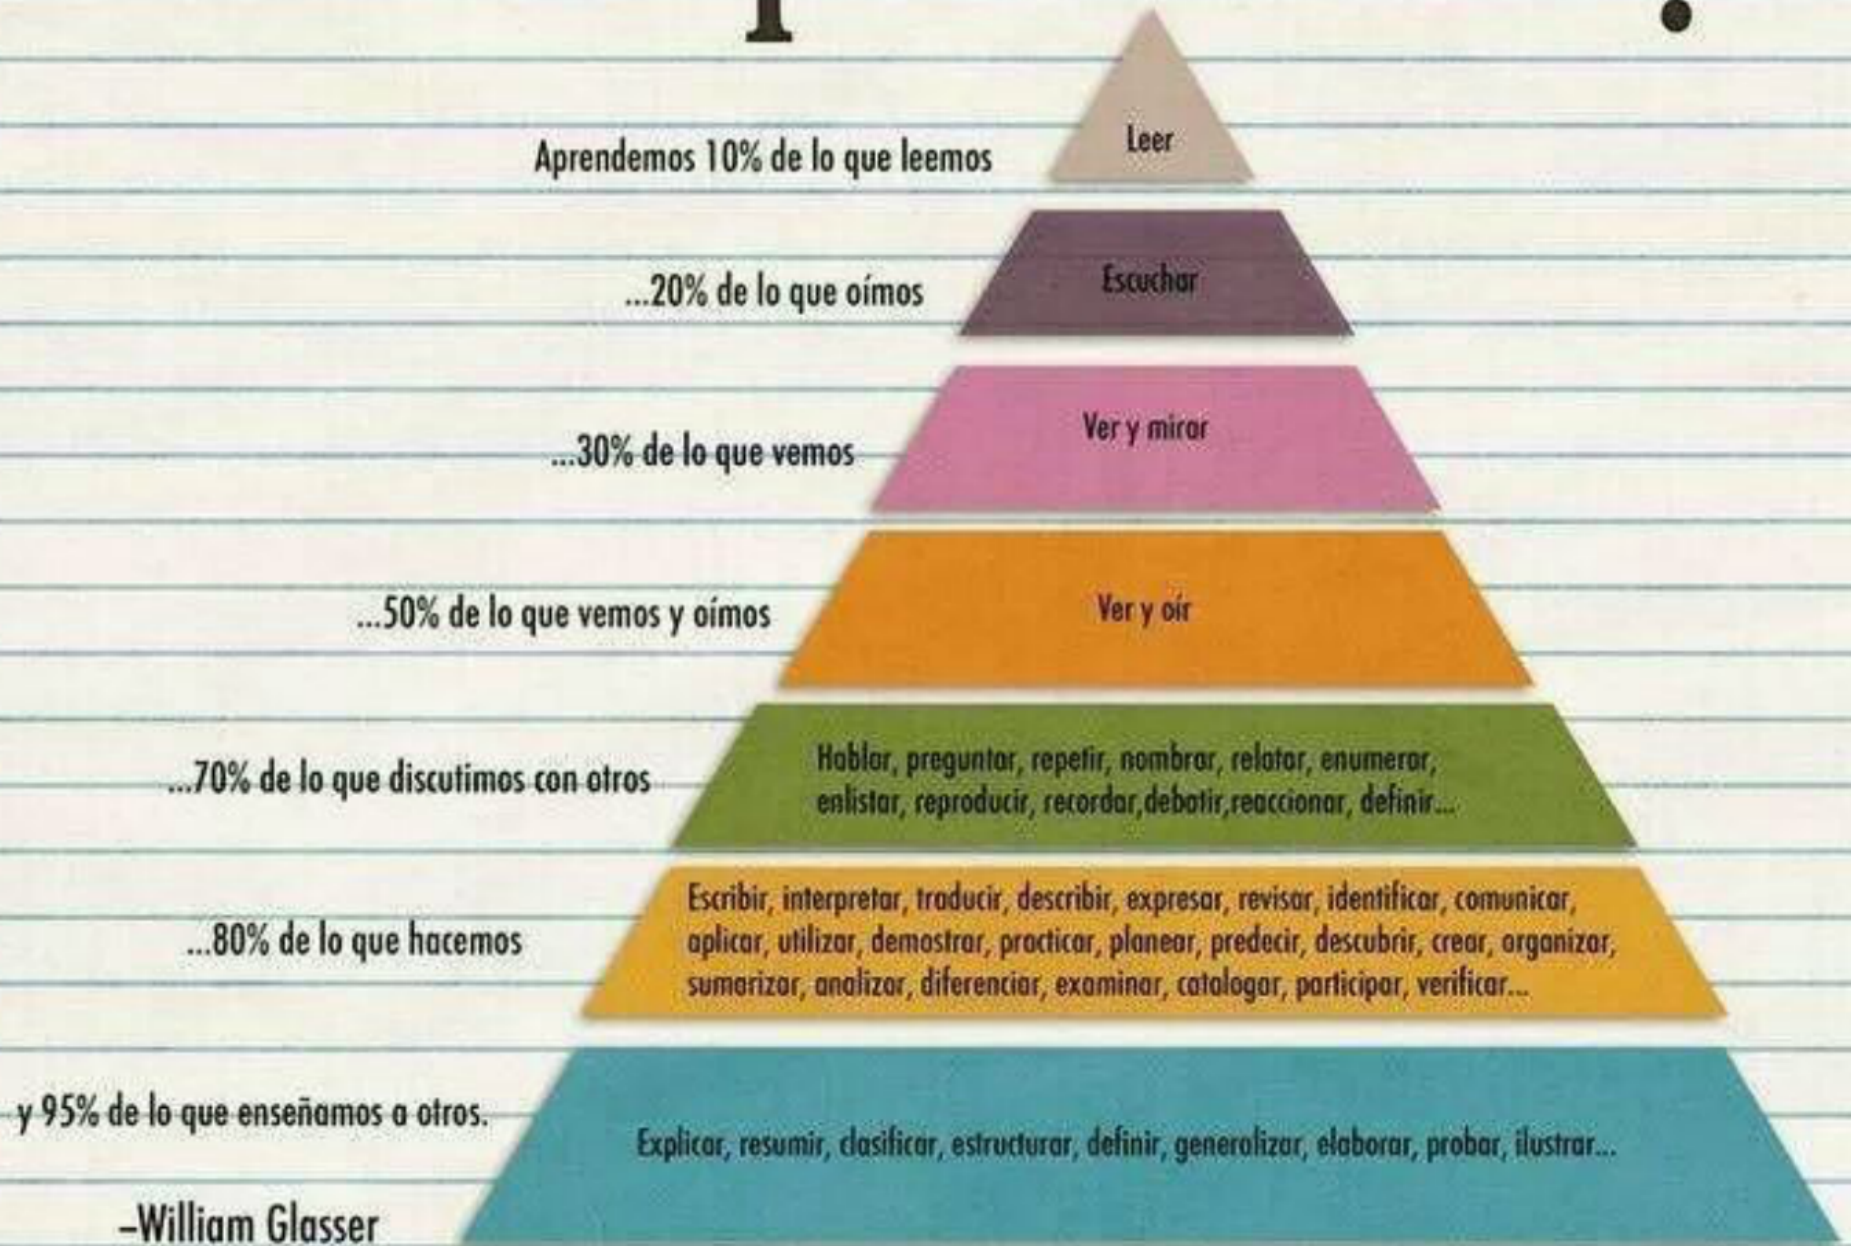 Aprendemos 10% de lo que leemos
Leer
...20% de lo que oímos
Escuchar
...30% de lo que vemos
Ver y mirar
...50% de lo que vemos y oímos
Ver y oír
...70% de lo que discutimos con otros
Hablar, preguntar, repetir, nombrar, relatar, enumerar,
enlistar, reproducir, recordar,debatir,reaccionar, definir...
...80% de lo que hacemos
Escribir, interpretar, traducir, describir, expresar, revisar, identificar, comunicar,
aplicar, utilizar, demostrar, practicar, planear, predecir, descubrir, crear, organizar,
sumarizar, analizar, diferenciar, examinar, catalogar, participar, verificar...
y 95% de lo que enseñamos a otros.
Explicar, resumir, clasificar, estructurar, definir, generalizar, elaborar, probar, ilustrar...
–William Glasser